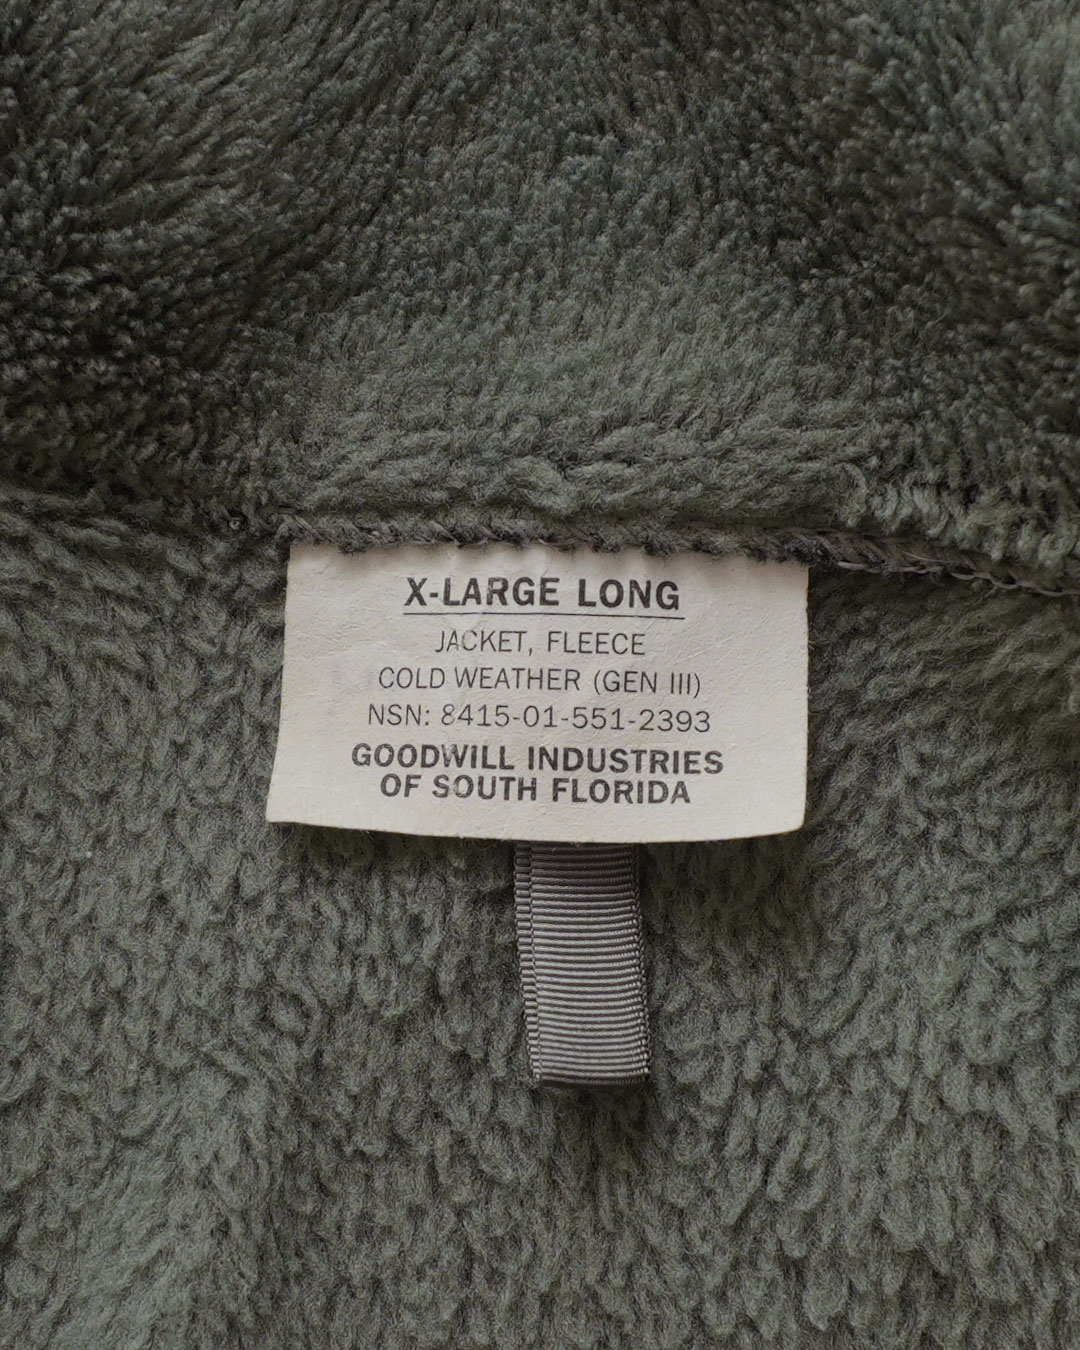 X-LARGE LONG
JACKET, FLEECE
COLD WEATHER (GEN III)
NSN: 8415-01-551-2393
GOODWILL INDUSTRIES
OF SOUTH FLORIDA